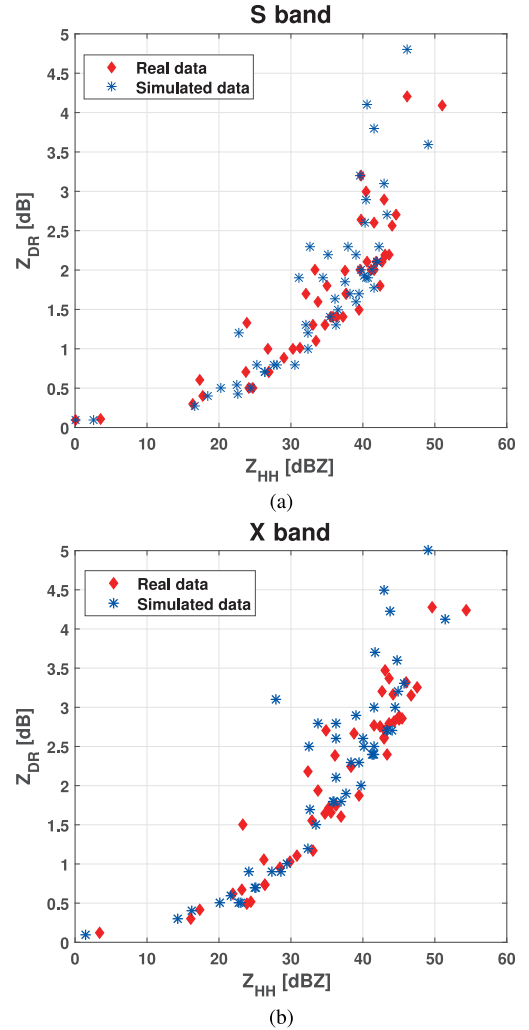 S band
Real data
Simulated data
5
4.5
4
3.5
3
2.5
2
1.5
1
0.5
0
Z_DR [dB]
0 10 20 30 40 50 60
Z_HH [dBZ]
(a)
X band
Real data
Simulated data
5
4.5
4
3.5
3
2.5
2
1.5
1
0.5
0
Z_DR [dB]
0 10 20 30 40 50 60
Z_HH [dBZ]
(b)